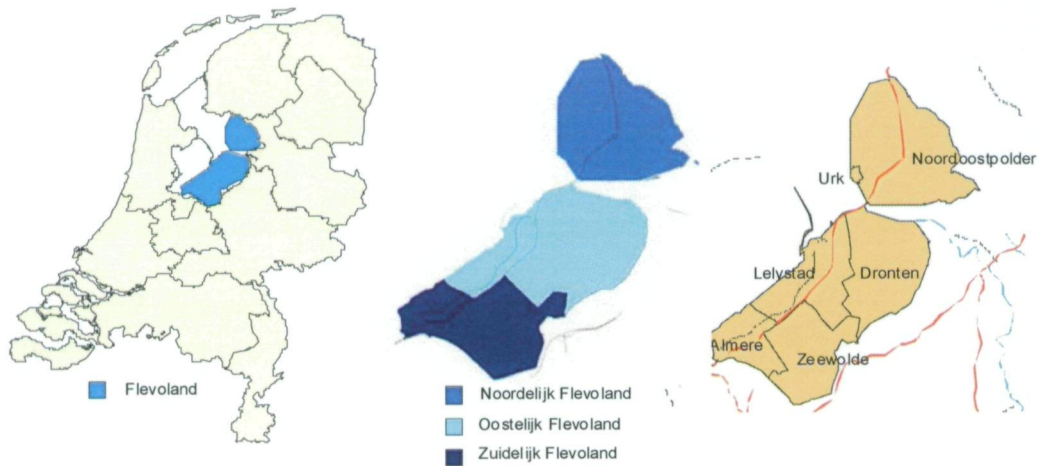 Flevoland
Noordelijk Flevoland
Oostelijk Flevoland
Zuidelijk Flevoland
Noordoostpolder
Urk
Lelystad
Dronten
Almere
Zeewolde